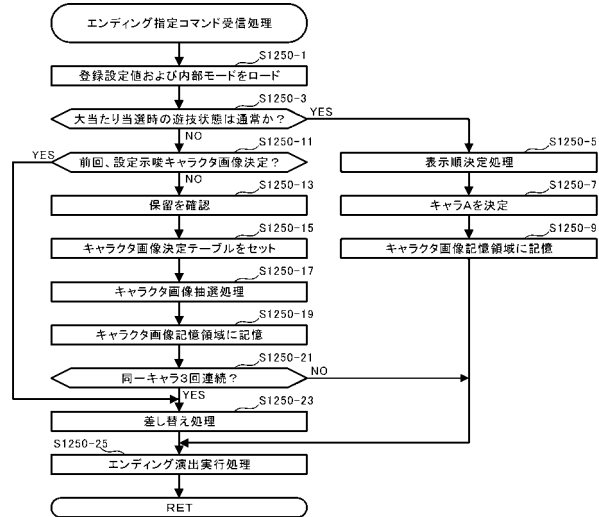 エンディング指定コマンド受信処理
S1250-1
登録設定値および内部モードをロード
S1250-3
大当たり当選時の遊技状態は通常か？
YES
NO
S1250-11
S1250-5
YES
前回、設定示唆キャラクタ画像決定？
表示順決定処理
NO
S1250-13
S1250-7
保留を確認
キャラAを決定
S1250-15
S1250-9
キャラクタ画像決定テーブルをセット
キャラクタ画像記憶領域に記憶
S1250-17
キャラクタ画像抽選処理
S1250-19
キャラクタ画像記憶領域に記憶
S1250-21
同一キャラ3回連続？
NO
YES
S1250-23
差し替え処理
S1250-25
エンディング演出実行処理
RET